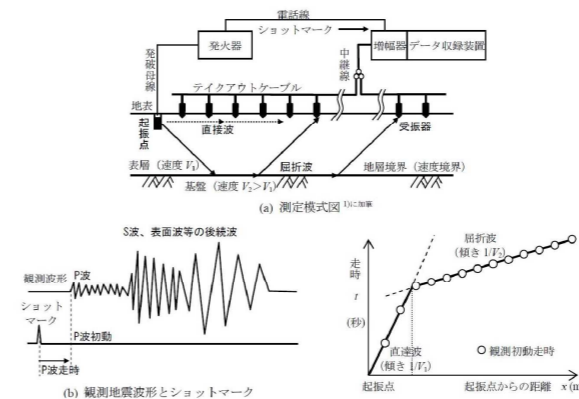 電話線
ショットマーク
発火器
増幅器
データ収録装置
発破母線
中継線
テイクアウトケーブル
地表
起振点
直接波
受振器
表層（速度 V₁）
屈折波
地層境界（速度境界）
基盤（速度 V₂>V₁）
(a) 測定模式図 1)に加筆
S波、表面波等の後続波
観測波形
P波
ショットマーク
P波初動
P波走時
(b) 観測地震波形とショットマーク
走時
t
(秒)
屈折波
(傾き 1/V₂)
直達波
(傾き 1/V₁)
観測初動走時
起振点
起振点からの距離
x (m